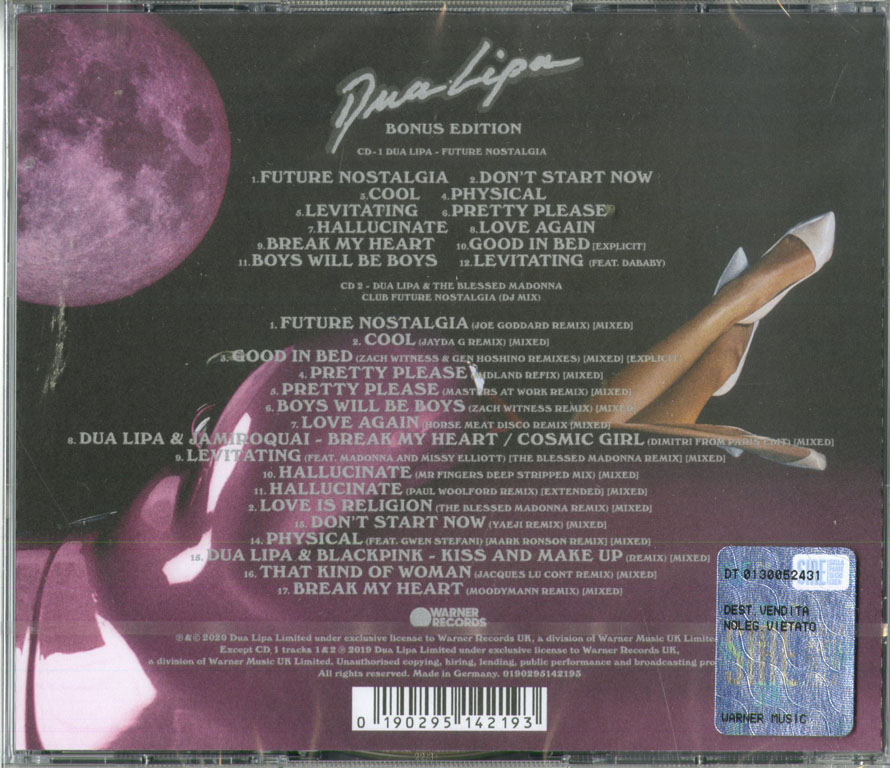 Dua Lipa
BONUS EDITION
CD-1 DUA LIPA - FUTURE NOSTALGIA
1.FUTURE NOSTALGIA 2.DON'T START NOW
3.COOL 4.PHYSICAL
5.LEVITATING 6.PRETTY PLEASE
7.HALLUCINATE 8.LOVE AGAIN
9.BREAK MY HEART 10.GOOD IN BED [EXPLICIT]
11.BOYS WILL BE BOYS 12.LEVITATING (FEAT. DABABY)
CD 2 - DUA LIPA & THE BLESSED MADONNA
CLUB FUTURE NOSTALGIA (DJ MIX)
1. FUTURE NOSTALGIA (JOE GODDARD REMIX) [MIXED]
2. COOL (JAYDA G REMIX) [MIXED]
3. GOOD IN BED (ZACH WITNESS & GEN HOSHINO REMIXES) [MIXED] [EXPLICIT]
4. PRETTY PLEASE (MIDLAND REFIX) [MIXED]
5. PRETTY PLEASE (MASTERS AT WORK REMIX) [MIXED]
6. BOYS WILL BE BOYS (ZACH WITNESS REMIX) [MIXED]
7. LOVE AGAIN (HORSE MEAT DISCO REMIX) [MIXED]
8. DUA LIPA & JAMIROQUAI - BREAK MY HEART / COSMIC GIRL (DIMITRI FROM PARIS EDIT) [MIXED]
9. LEVITATING (FEAT. MADONNA AND MISSY ELLIOTT) [THE BLESSED MADONNA REMIX] [MIXED]
10. HALLUCINATE (MR FINGERS DEEP STRIPPED MIX) [MIXED]
11. HALLUCINATE (PAUL WOOLFORD REMIX) [EXTENDED] [MIXED]
2. LOVE IS RELIGION (THE BLESSED MADONNA REMIX) [MIXED]
13. DON'T START NOW (YAEJI REMIX) [MIXED]
14. PHYSICAL (FEAT. GWEN STEFANI) [MARK RONSON REMIX] [MIXED]
15. DUA LIPA & BLACKPINK - KISS AND MAKE UP (REMIX) [MIXED]
16. THAT KIND OF WOMAN (JACQUES LU CONT REMIX) [MIXED]
17. BREAK MY HEART (MOODYMANN REMIX) [MIXED]
WARNER
RECORDS
℗&© 2020 Dua Lipa Limited under exclusive license to Warner Records UK, a division of Warner Music UK Limite
Except CD 1 tracks 1 & 2 ℗ 2019 Dua Lipa Limited under exclusive license to Warner Records UK,
a division of Warner Music UK Limited. Unauthorised copying, hiring, lending, public performance and broadcasting pro
All rights reserved. Made in Germany. 0190295142193
0 190295 142193
SIAE
DT 0130052431
DEST.VENDITA
NOLEG.VIETATO
WARNER MUSIC